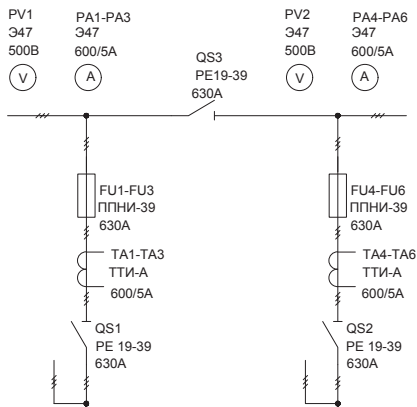 PV1
Э47
500В
V
PA1-PA3
Э47
600/5А
A
QS3
РЕ19-39
630А
PV2
Э47
500В
V
PA4-PA6
Э47
600/5А
A
FU1-FU3
ППНИ-39
630А
TA1-TA3
ТТИ-А
600/5А
QS1
РЕ 19-39
630А
FU4-FU6
ППНИ-39
630А
TA4-TA6
ТТИ-А
600/5А
QS2
РЕ 19-39
630А